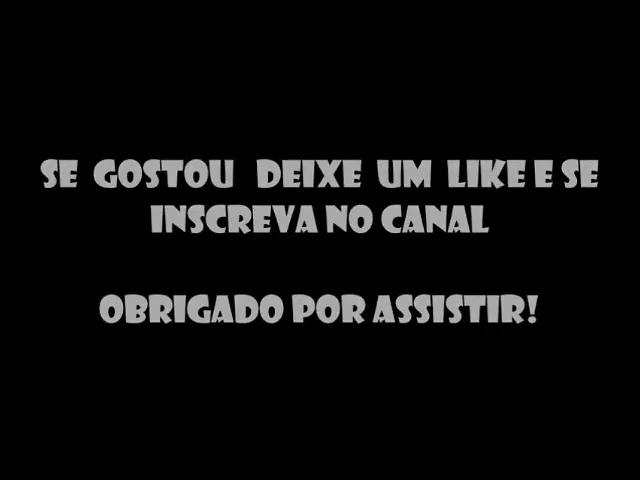 SE GOSTOU DEIXE UM LIKE E SE
INSCREVA NO CANAL
OBRIGADO POR ASSISTIR!